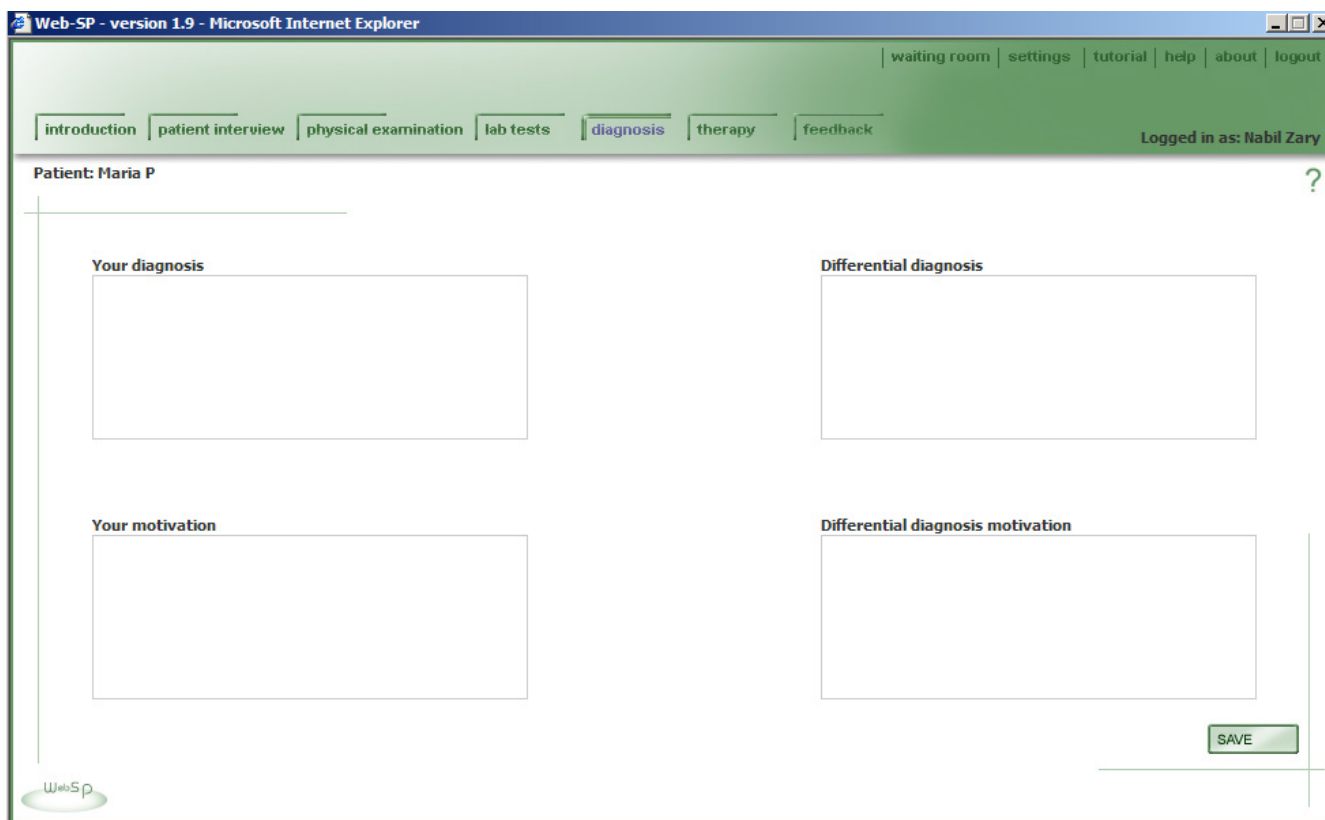 Web-SP - version 1.9 - Microsoft Internet Explorer
waiting room | settings | tutorial | help | about | logout
introduction patient interview physical examination lab tests diagnosis therapy feedback
Logged in as: Nabil Zary
Patient: Maria P
?
Your diagnosis Differential diagnosis
Your motivation Differential diagnosis motivation
SAVE
WebSp